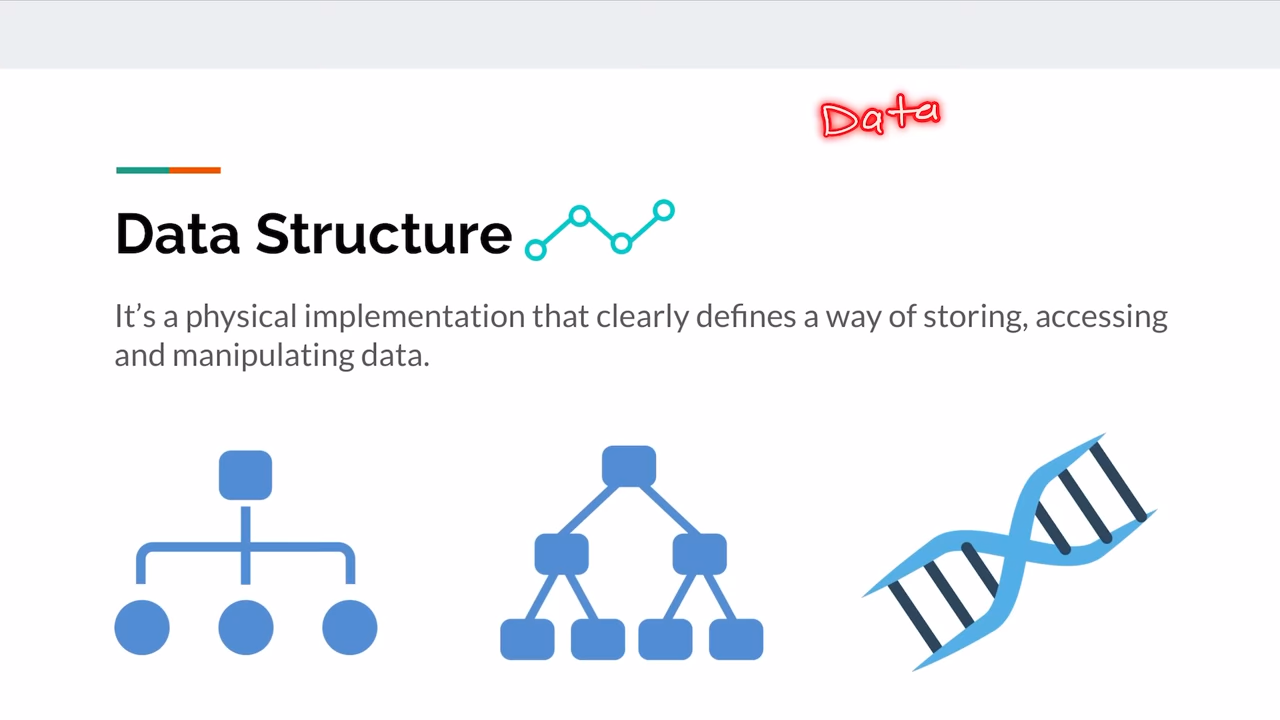 Data
Data Structure
It’s a physical implementation that clearly defines a way of storing, accessing
and manipulating data.